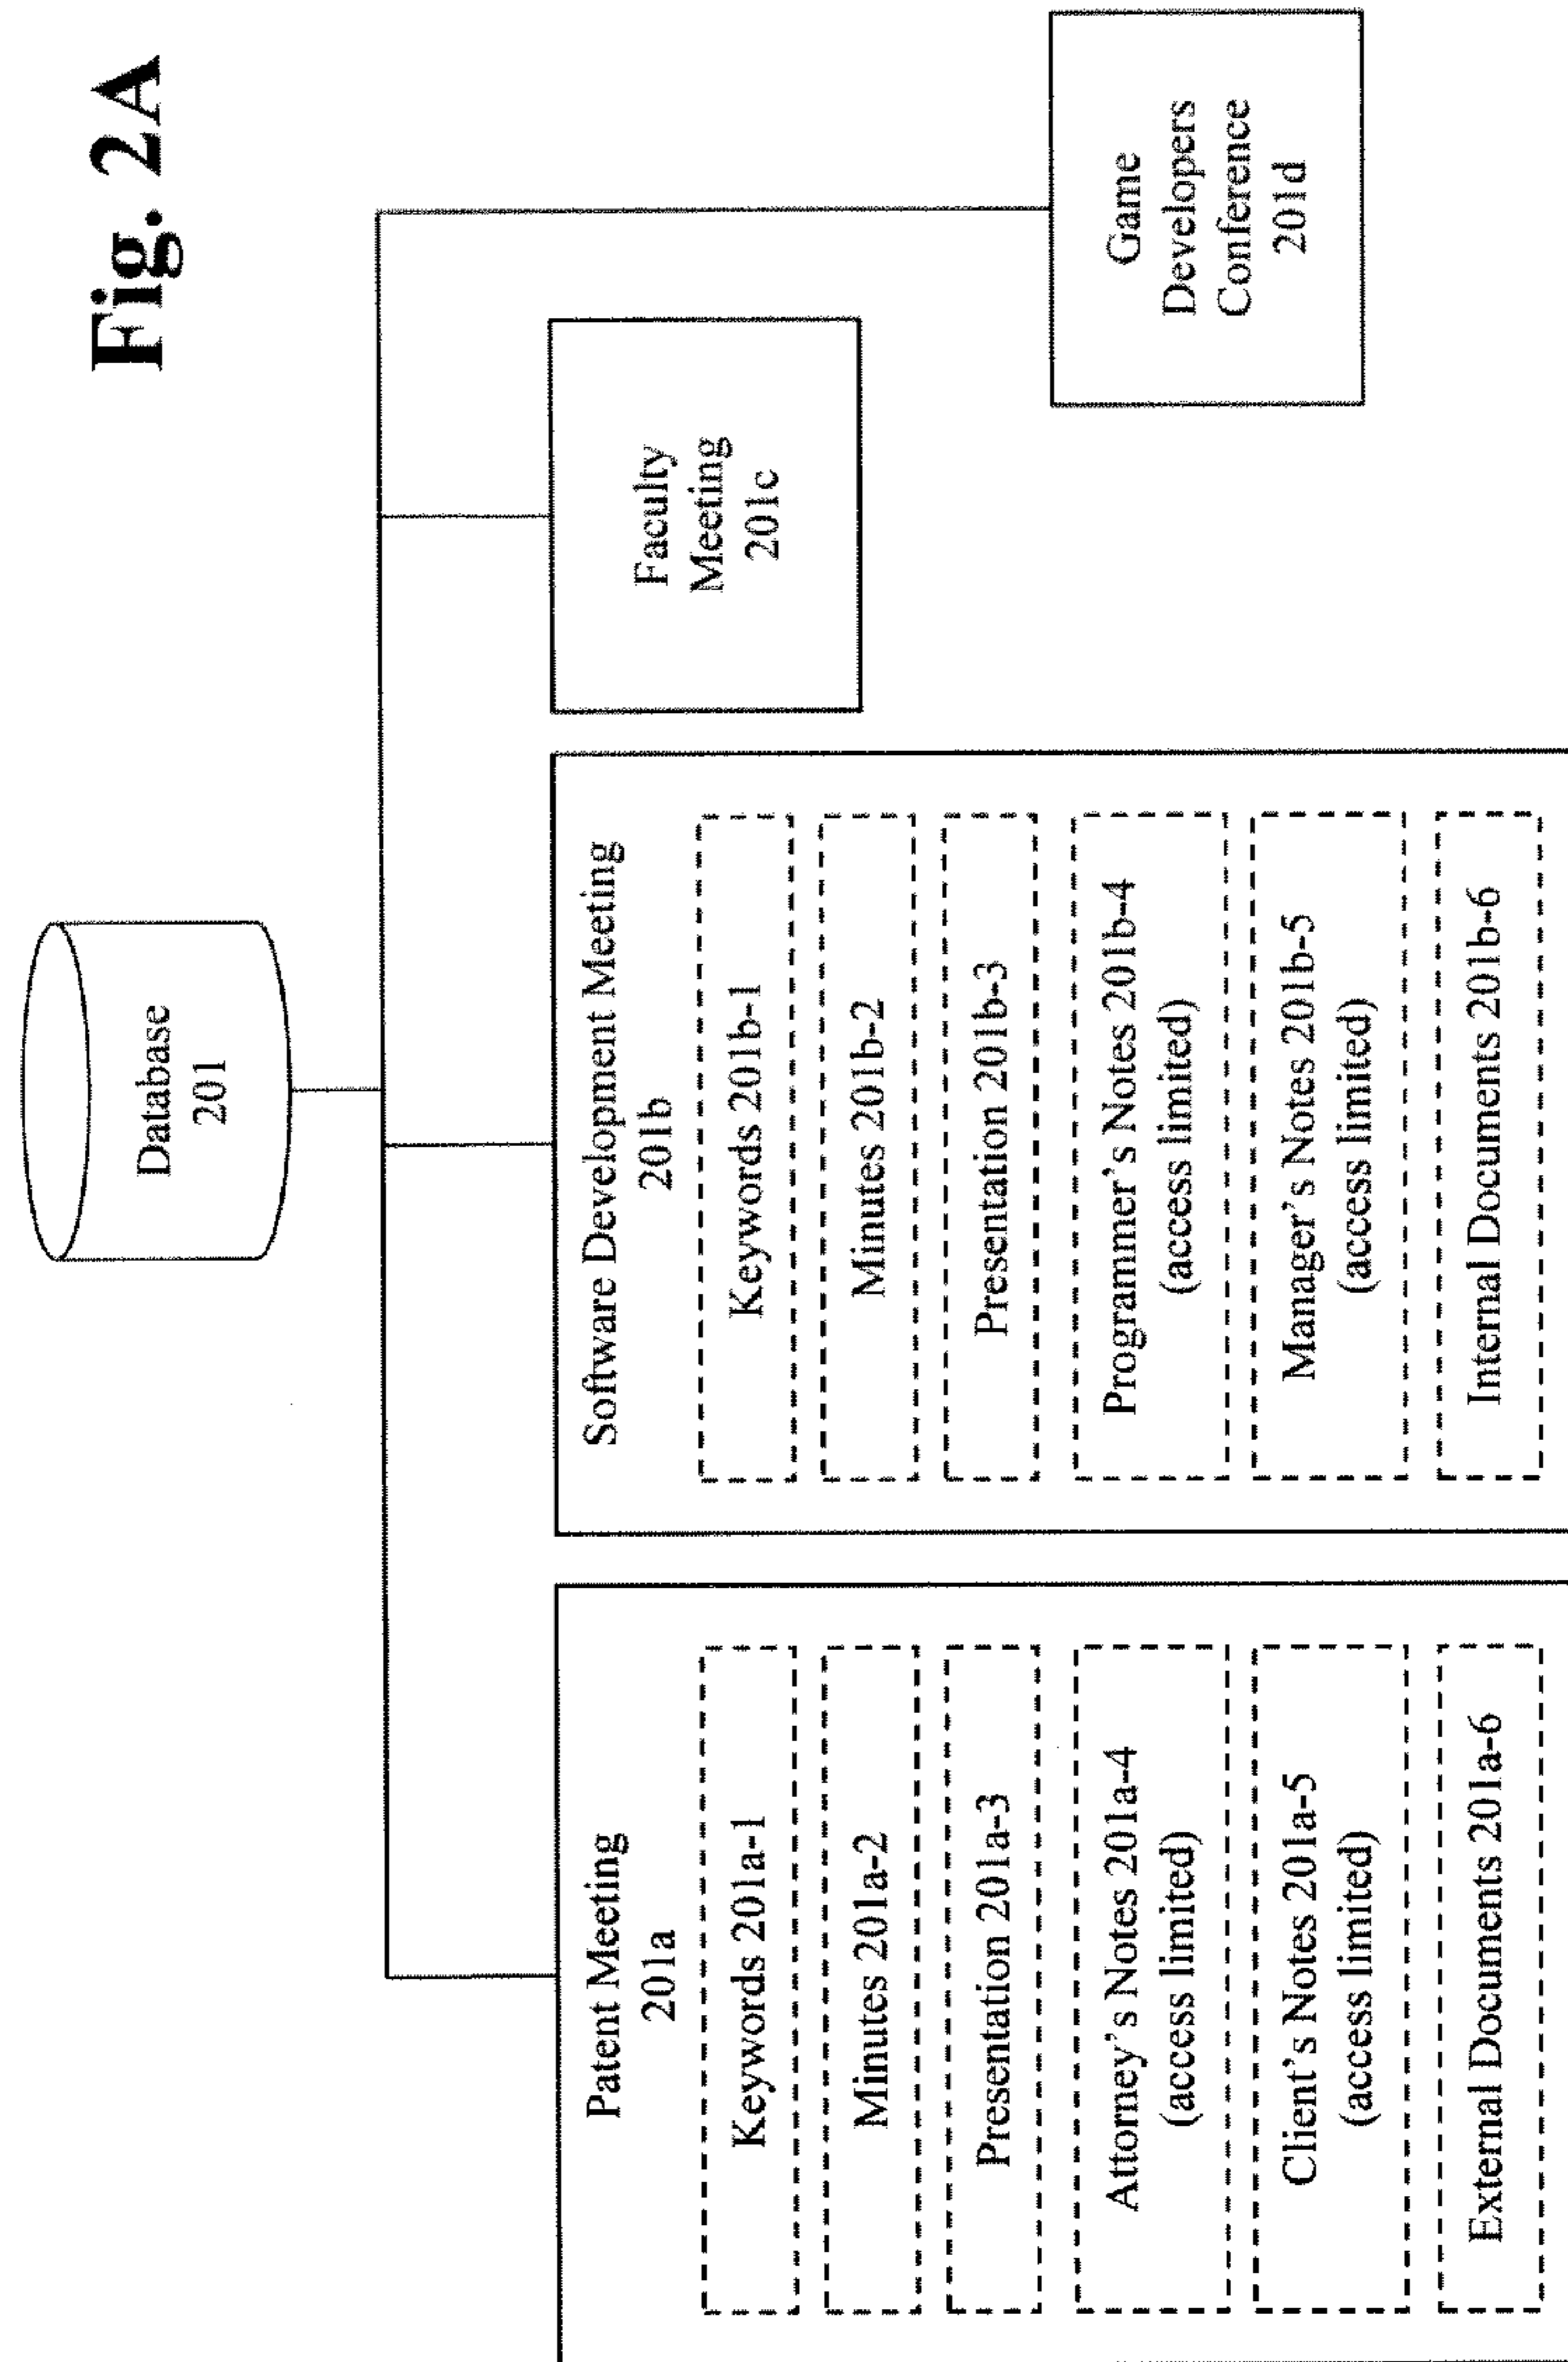 Fig. 2A
Database
201
Patent Meeting
201a
Keywords 201a-1
Minutes 201a-2
Presentation 201a-3
Attorney's Notes 201a-4
(access limited)
Client's Notes 201a-5
(access limited)
External Documents 201a-6
Software Development Meeting
201b
Keywords 201b-1
Minutes 201b-2
Presentation 201b-3
Programmer's Notes 201b-4
(access limited)
Manager's Notes 201b-5
(access limited)
Internal Documents 201b-6
Faculty
Meeting
201c
Game
Developers
Conference
201d